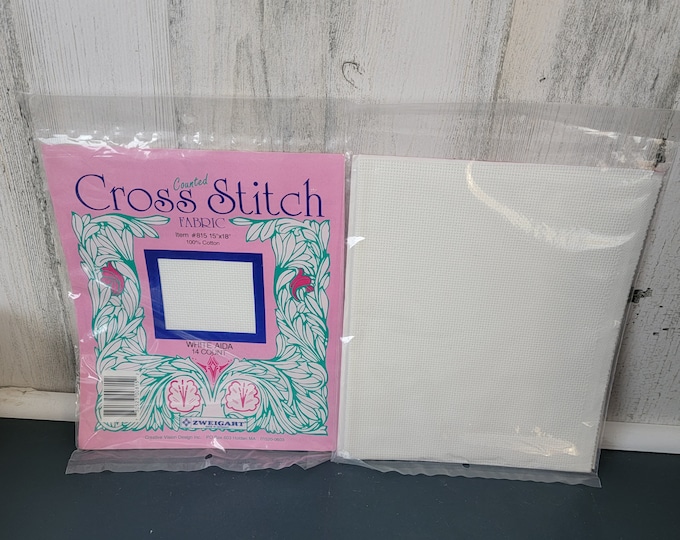 Counted
Cross Stitch
FABRIC
Item #815 15"x18"
100% Cotton
WHITE AIDA
14 COUNT
ZWEIGART